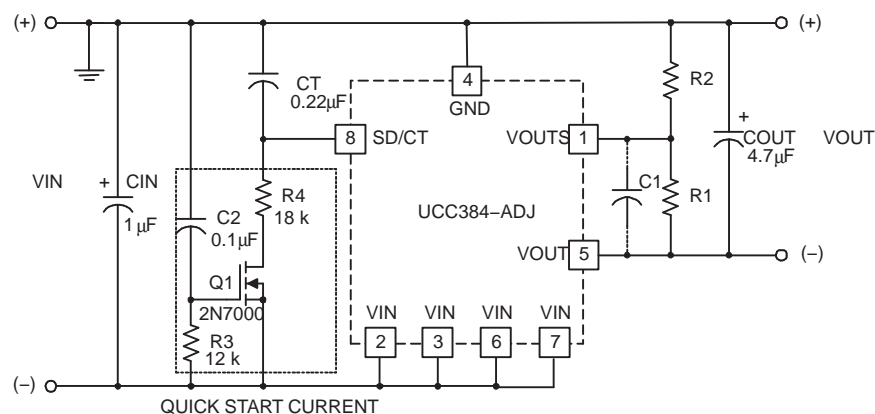 (+)
(+)
CT
0.22μF
4
GND
R2
+
8
SD/CT
VOUTS
1
COUT
4.7μF
VOUT
VIN
+
CIN
1μF
C2
0.1μF
R4
18 k
C1
R1
UCC384–ADJ
VOUT
5
(–)
Q1
2N7000
R3
12 k
VIN
VIN
VIN
VIN
2
3
6
7
(–)
QUICK START CURRENT